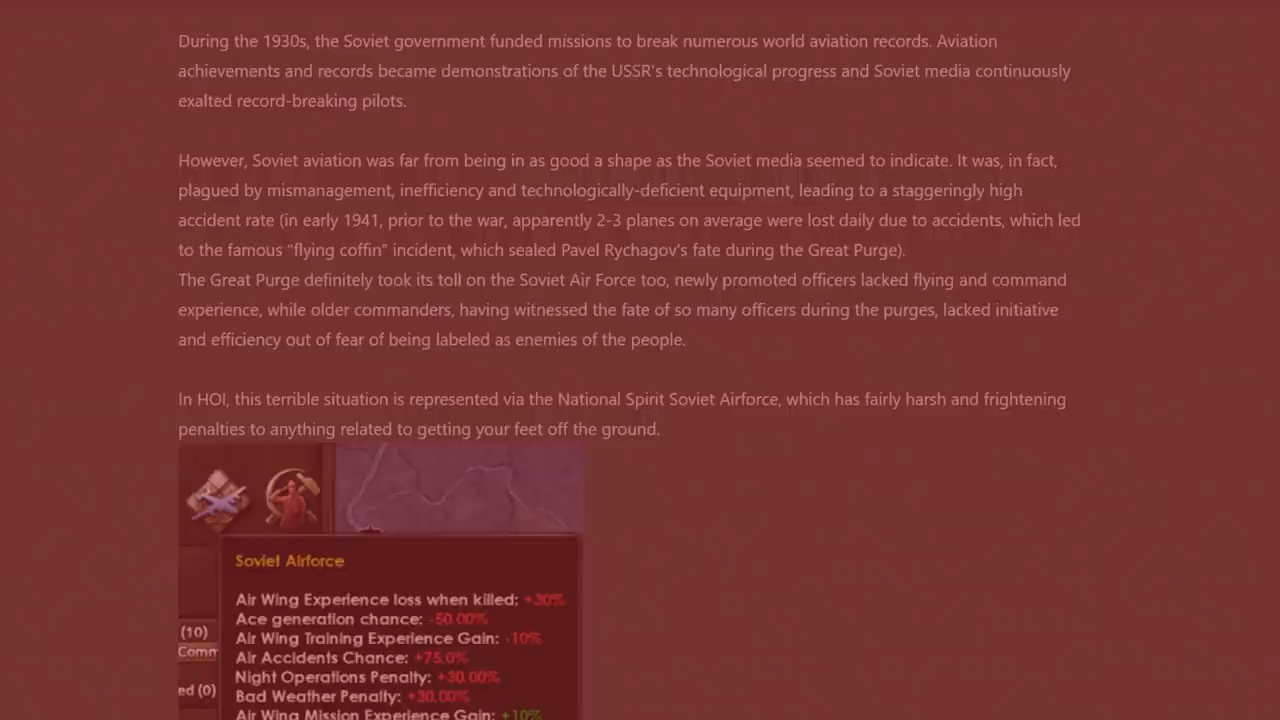 During the 1930s, the Soviet government funded missions to break numerous world aviation records. Aviation
achievements and records became demonstrations of the USSR's technological progress and Soviet media continuously
exalted record-breaking pilots.
However, Soviet aviation was far from being in as good a shape as the Soviet media seemed to indicate. It was, in fact,
plagued by mismanagement, inefficiency and technologically-deficient equipment, leading to a staggeringly high
accident rate (in early 1941, prior to the war, apparently 2-3 planes on average were lost daily due to accidents, which led
to the famous “flying coffin” incident, which sealed Pavel Rychagov’s fate during the Great Purge).
The Great Purge definitely took its toll on the Soviet Air Force too, newly promoted officers lacked flying and command
experience, while older commanders, having witnessed the fate of so many officers during the purges, lacked initiative
and efficiency out of fear of being labeled as enemies of the people.
In HOI, this terrible situation is represented via the National Spirit Soviet Airforce, which has fairly harsh and frightening
penalties to anything related to getting your feet off the ground.
Soviet Airforce
Air Wing Experience loss when killed: +30%
Ace generation chance: -50.00%
(10) Air Wing Training Experience Gain: -10%
Comm Air Accidents Chance: +75.0%
Night Operations Penalty: +30.00%
ed (0) Bad Weather Penalty: +30.00%
Air Wing Mission Experience Gain: +10%